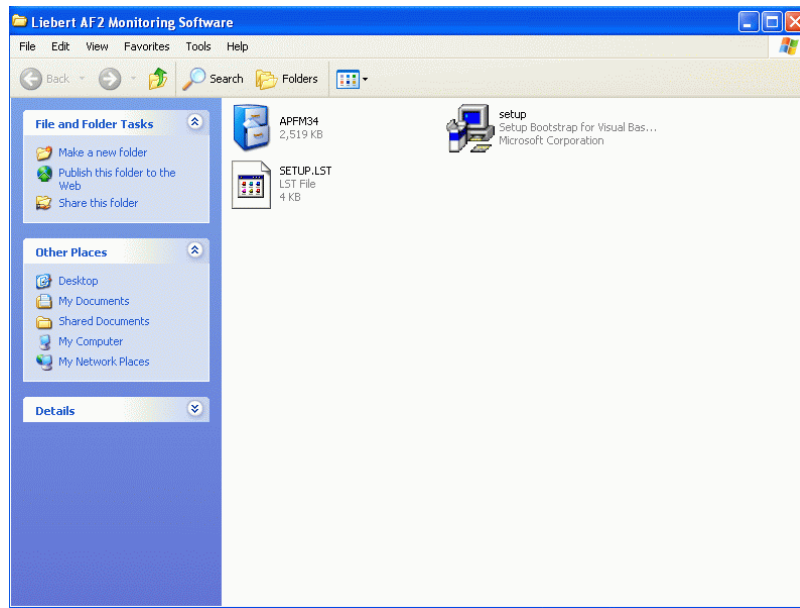 Liebert AF2 Monitoring Software
File Edit View Favorites Tools Help
Back Search Folders
File and Folder Tasks
Make a new folder
Publish this folder to the
Web
Share this folder
Other Places
Desktop
My Documents
Shared Documents
My Computer
My Network Places
Details
APFM34
2,519 KB
setup
Setup Bootstrap for Visual Bas...
Microsoft Corporation
SETUP.LST
LST File
4 KB